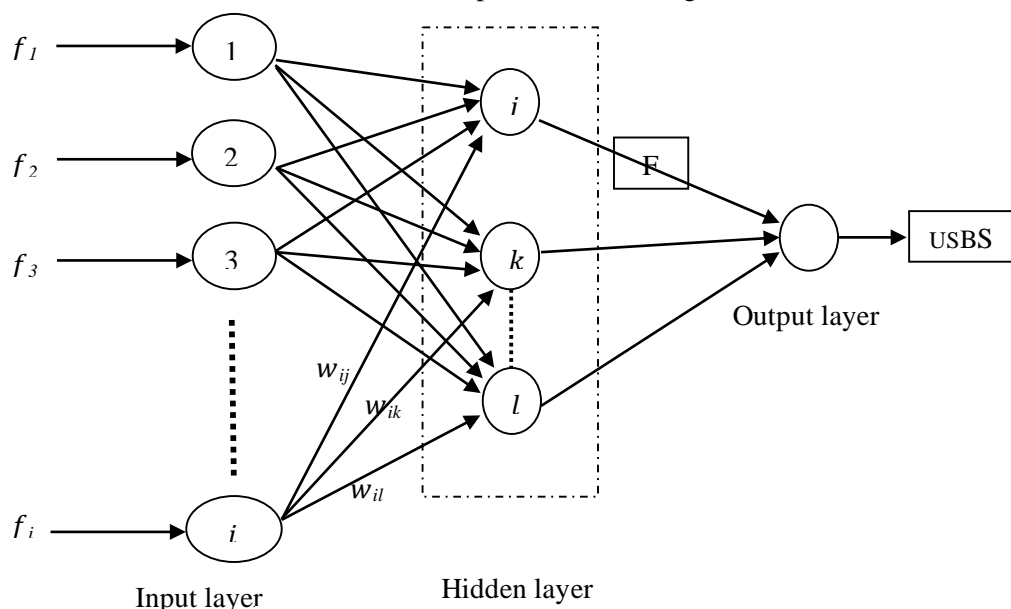 f1
1
j
F
f2
2
f3
3
k
USBS
Output layer
wij
wik
l
wil
fi
i
Input layer
Hidden layer